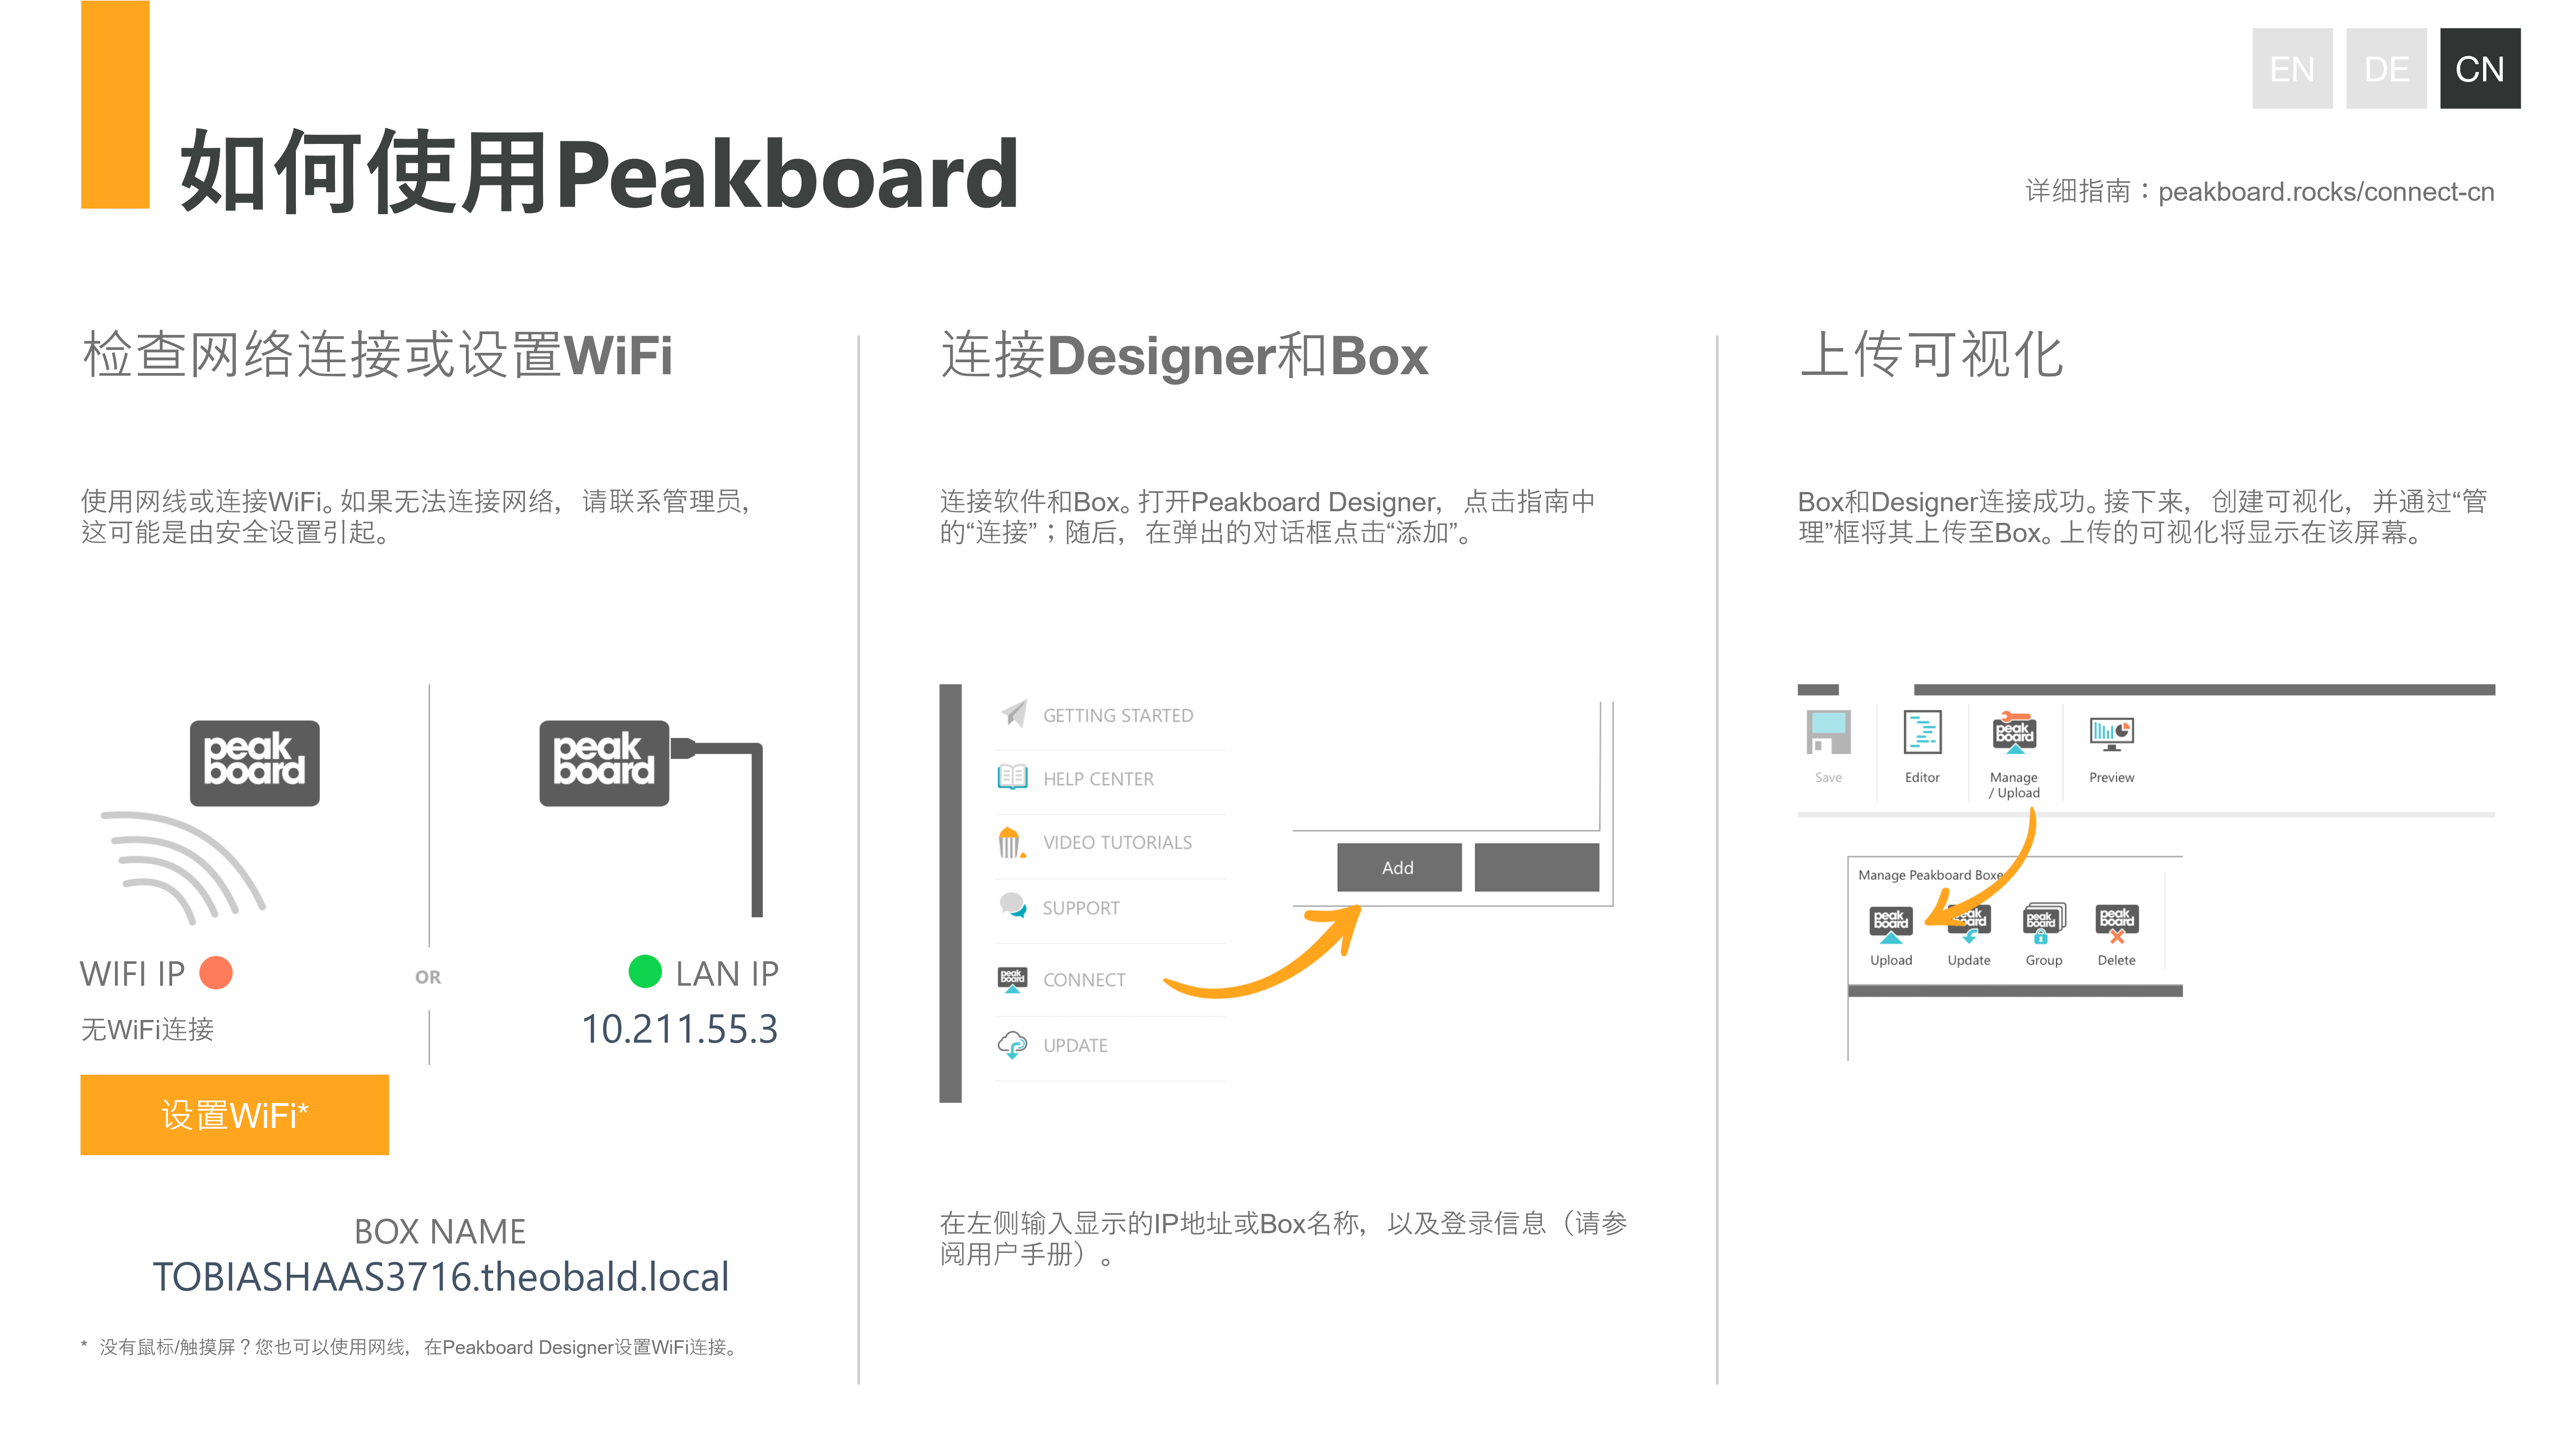 EN DE CN
如何使用Peakboard
详细指南：peakboard.rocks/connect-cn
检查网络连接或设置WiFi
使用网线或连接WiFi。如果无法连接网络，请联系管理员，
这可能是由安全设置引起。
peak
board
peak
board
WIFI IP
OR
LAN IP
无WiFi连接
10.211.55.3
设置WiFi*
BOX NAME
TOBIASHAAS3716.theobald.local
* 没有鼠标/触摸屏？您也可以使用网线，在Peakboard Designer设置WiFi连接。
连接Designer和Box
连接软件和Box。打开Peakboard Designer，点击指南中
的“连接”；随后，在弹出的对话框点击“添加”。
GETTING STARTED
HELP CENTER
VIDEO TUTORIALS
SUPPORT
peak
board
CONNECT
UPDATE
Add
在左侧输入显示的IP地址或Box名称，以及登录信息（请参
阅用户手册）。
上传可视化
Box和Designer连接成功。接下来，创建可视化，并通过“管
理”框将其上传至Box。上传的可视化将显示在该屏幕。
peak
board
Save
Editor
Manage
/ Upload
Preview
Manage Peakboard Boxe
peak
board
peak
board
peak
board
peak
board
Upload
Update
Group
Delete